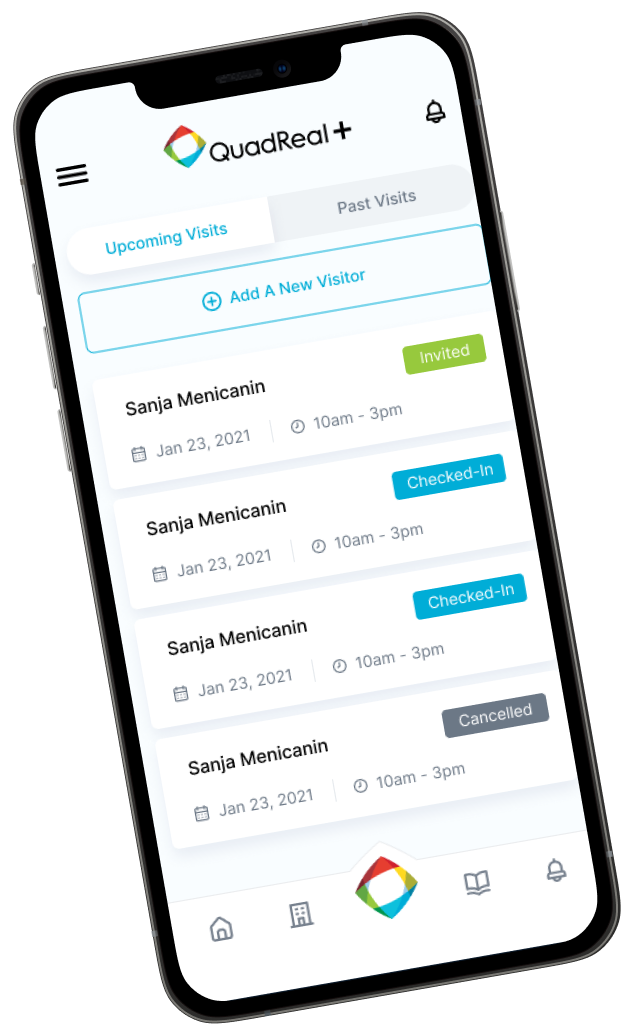 QuadReal+
Upcoming Visits
Past Visits
Add A New Visitor
Invited
Sanja Menicanin
Jan 23, 2021
10am - 3pm
Checked-In
Sanja Menicanin
Jan 23, 2021
10am - 3pm
Checked-In
Sanja Menicanin
Jan 23, 2021
10am - 3pm
Cancelled
Sanja Menicanin
Jan 23, 2021
10am - 3pm